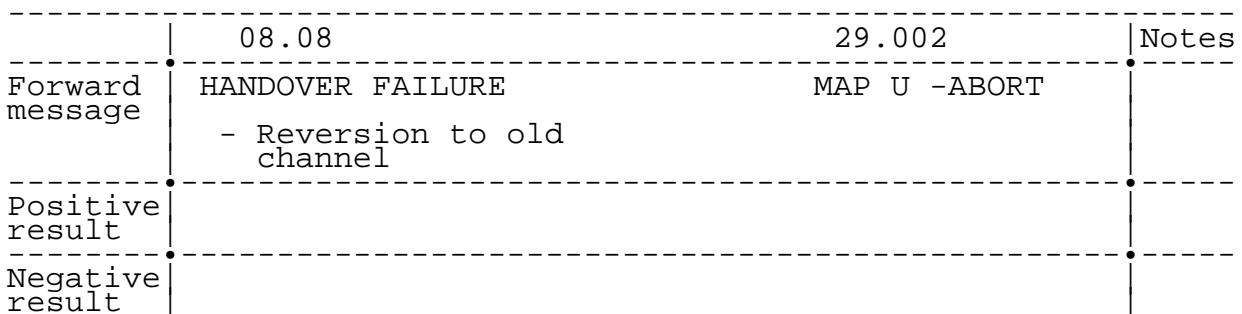 08.08 29.002 Notes
Forward HANDOVER FAILURE MAP U -ABORT
message
- Reversion to old
channel
Positive
result
Negative
result